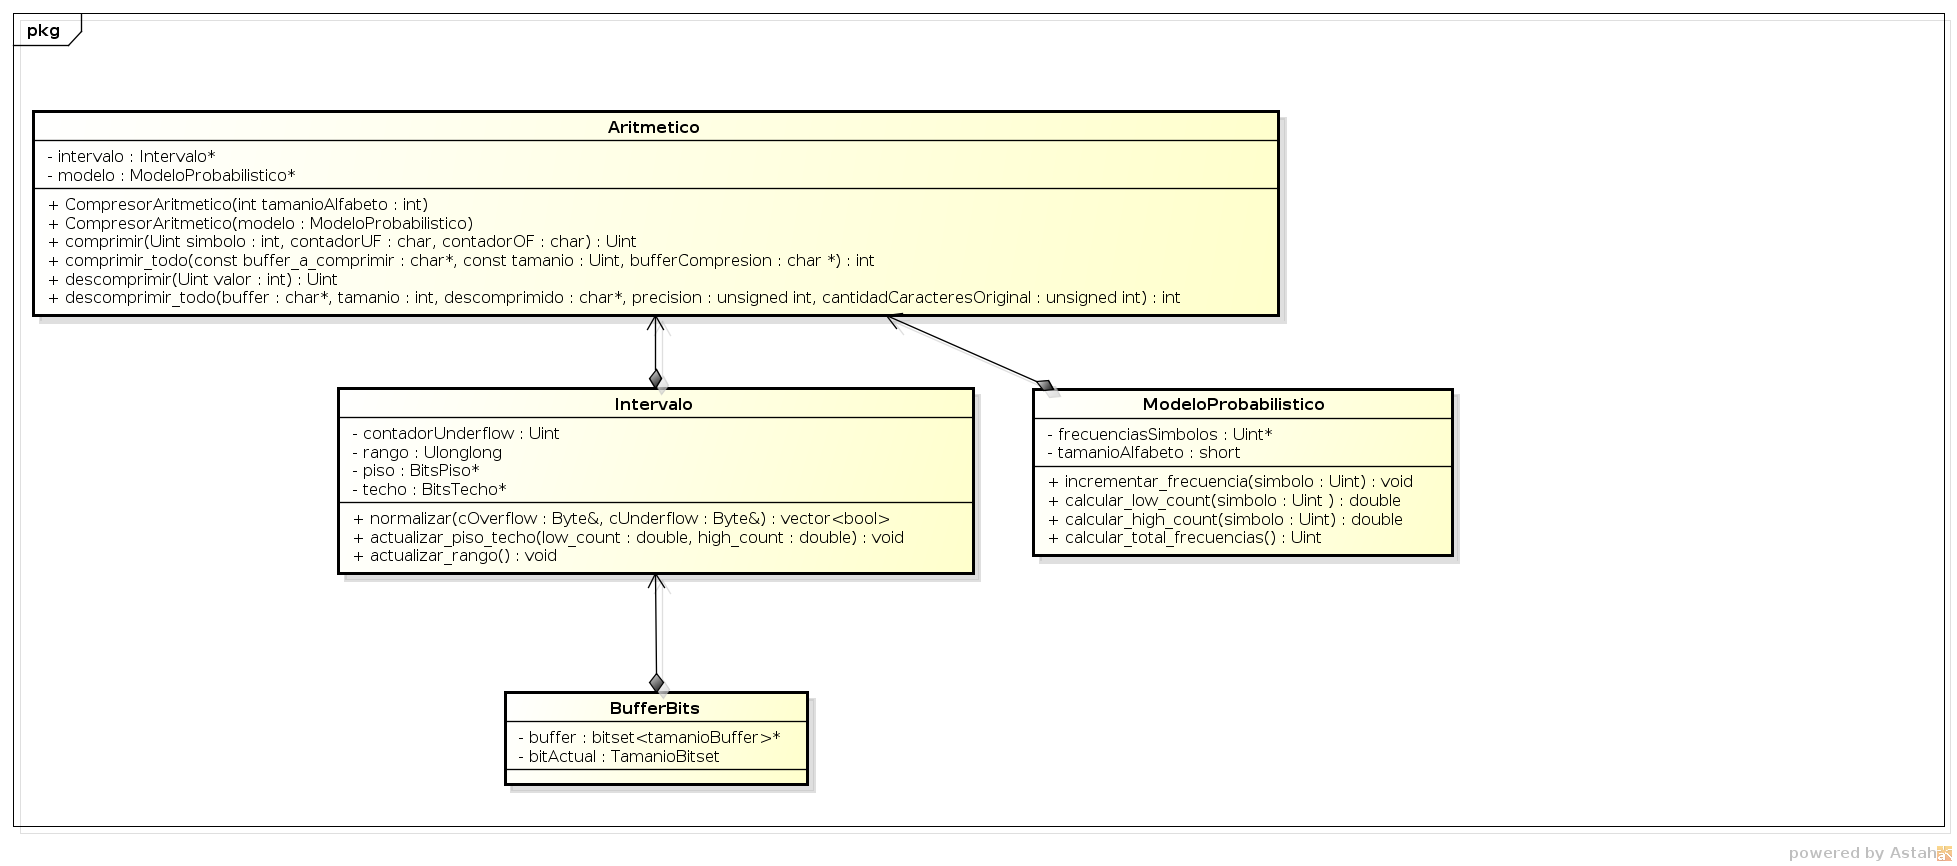 pkg
Aritmetico
- intervalo : Intervalo*
- modelo : ModeloProbabilistico*
+ CompresorAritmetico(int tamanioAlfabeto : int)
+ CompresorAritmetico(modelo : ModeloProbabilistico)
+ comprimir(Uint simbolo : int, contadorUF : char, contadorOF : char) : Uint
+ comprimir_todo(const buffer_a_comprimir : char*, const tamanio : Uint, bufferCompresion : char *) : int
+ descomprimir(Uint valor : int) : Uint
+ descomprimir_todo(buffer : char*, tamanio : int, descomprimido : char*, precision : unsigned int, cantidadCaracteresOriginal : unsigned int) : int
Intervalo
- contadorUnderflow : Uint
- rango : Ulonglong
- piso : BitsPiso*
- techo : BitsTecho*
+ normalizar(cOverflow : Byte&, cUnderflow : Byte&) : vector<bool>
+ actualizar_piso_techo(low_count : double, high_count : double) : void
+ actualizar_rango() : void
ModeloProbabilistico
- frecuenciasSimbolos : Uint*
- tamanioAlfabeto : short
+ incrementar_frecuencia(simbolo : Uint) : void
+ calcular_low_count(simbolo : Uint ) : double
+ calcular_high_count(simbolo : Uint) : double
+ calcular_total_frecuencias() : Uint
BufferBits
- buffer : bitset<tamanioBuffer>*
- bitActual : TamanioBitset
powered by Astah